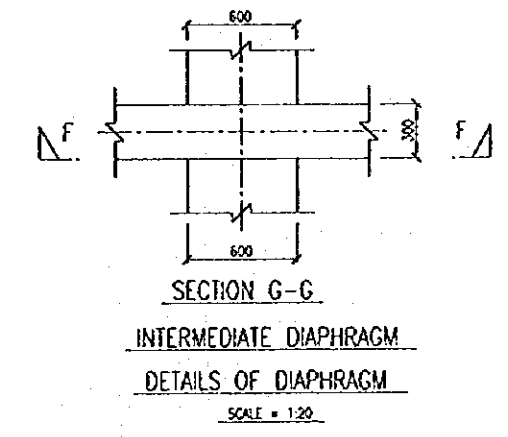 600
F
300
F
600
SECTION G-G
INTERMEDIATE DIAPHRAGM
DETAILS OF DIAPHRAGM
SCALE = 1:20